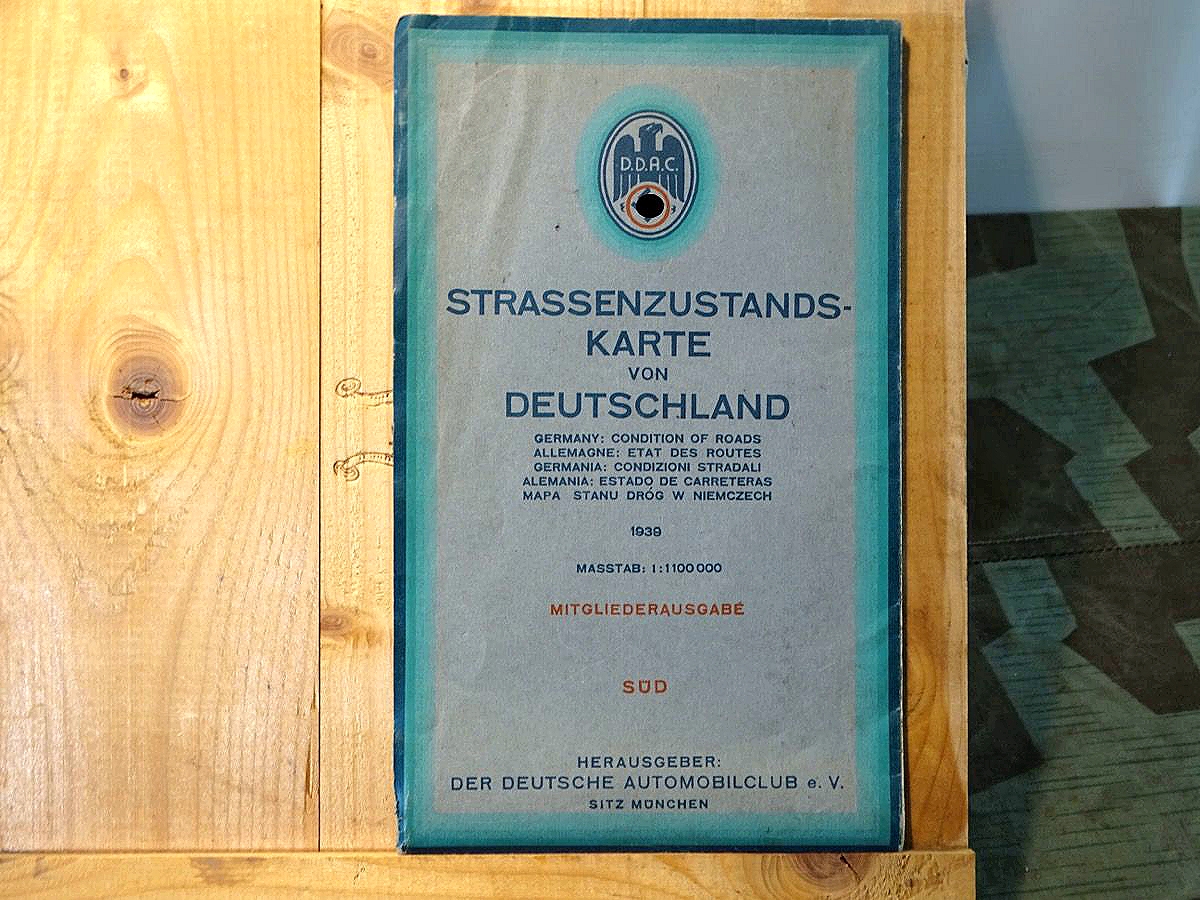 D.D.A.C.
STRASSENZUSTANDS-
KARTE
VON
DEUTSCHLAND
GERMANY: CONDITION OF ROADS
ALLEMAGNE: ETAT DES ROUTES
GERMANIA: CONDIZIONI STRADALI
ALEMANIA: ESTADO DE CARRETERAS
MAPA STANU DRÓG W NIEMCZECH
1939
MASSTAB: 1:1100000
MITGLIEDERAUSGABE
SÜD
HERAUSGEBER:
DER DEUTSCHE AUTOMOBILCLUB e. V.
SITZ MÜNCHEN